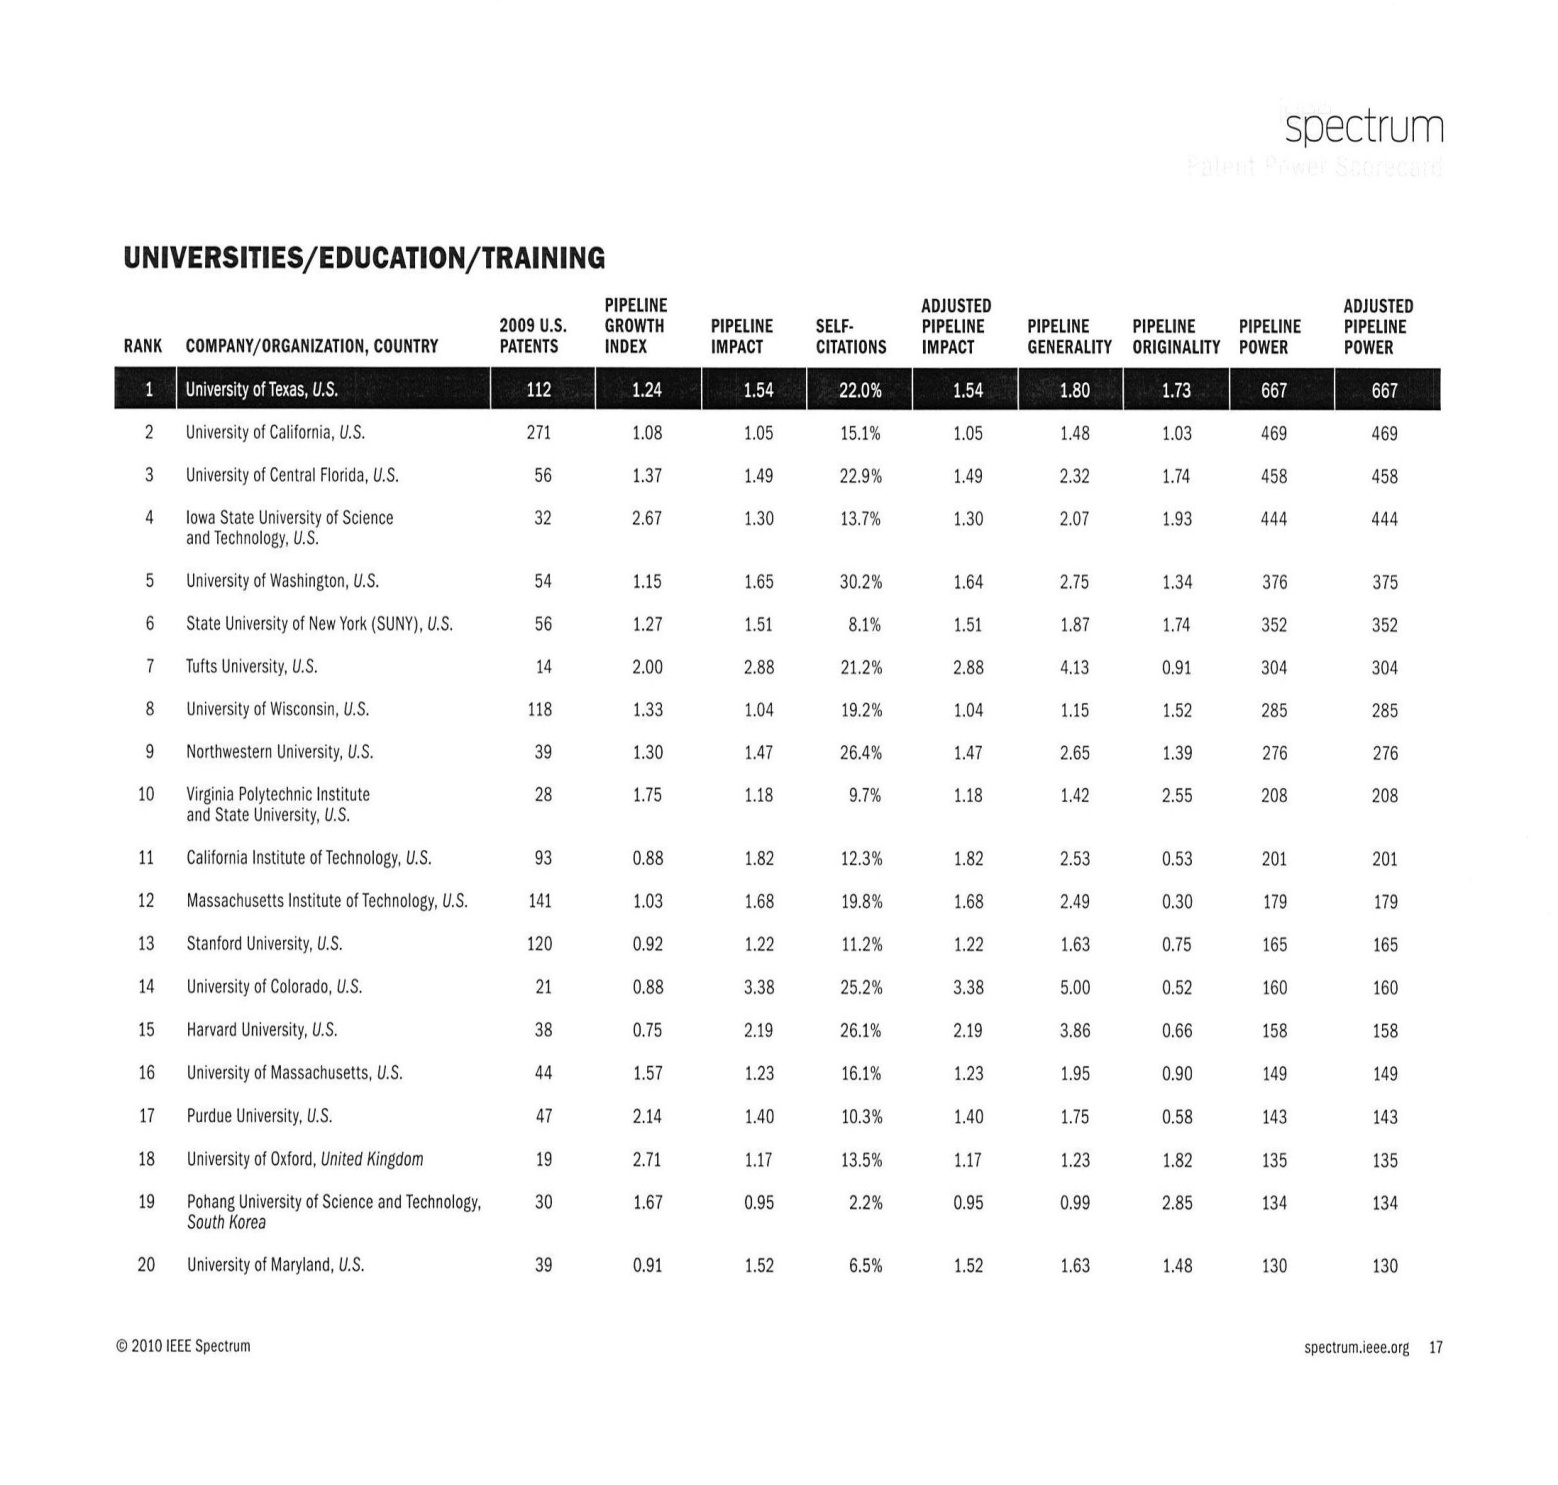 spectrum
Patent Power Scorecard
UNIVERSITIES/EDUCATION/TRAINING
RANK COMPANY/ORGANIZATION, COUNTRY 2009 U.S. PATENTS PIPELINE GROWTH INDEX PIPELINE IMPACT SELF-CITATIONS ADJUSTED PIPELINE IMPACT PIPELINE GENERALITY PIPELINE ORIGINALITY PIPELINE POWER ADJUSTED PIPELINE POWER
1 University of Texas, U.S. 112 1.24 1.54 22.0% 1.54 1.80 1.73 667 667
2 University of California, U.S. 271 1.08 1.05 15.1% 1.05 1.48 1.03 469 469
3 University of Central Florida, U.S. 56 1.37 1.49 22.9% 1.49 2.32 1.74 458 458
4 Iowa State University of Science 32 2.67 1.30 13.7% 1.30 2.07 1.93 444 444
and Technology, U.S.
5 University of Washington, U.S. 54 1.15 1.65 30.2% 1.64 2.75 1.34 376 375
6 State University of New York (SUNY), U.S. 56 1.27 1.51 8.1% 1.51 1.87 1.74 352 352
7 Tufts University, U.S. 14 2.00 2.88 21.2% 2.88 4.13 0.91 304 304
8 University of Wisconsin, U.S. 118 1.33 1.04 19.2% 1.04 1.15 1.52 285 285
9 Northwestern University, U.S. 39 1.30 1.47 26.4% 1.47 2.65 1.39 276 276
10 Virginia Polytechnic Institute 28 1.75 1.18 9.7% 1.18 1.42 2.55 208 208
and State University, U.S.
11 California Institute of Technology, U.S. 93 0.88 1.82 12.3% 1.82 2.53 0.53 201 201
12 Massachusetts Institute of Technology, U.S. 141 1.03 1.68 19.8% 1.68 2.49 0.30 179 179
13 Stanford University, U.S. 120 0.92 1.22 11.2% 1.22 1.63 0.75 165 165
14 University of Colorado, U.S. 21 0.88 3.38 25.2% 3.38 5.00 0.52 160 160
15 Harvard University, U.S. 38 0.75 2.19 26.1% 2.19 3.86 0.66 158 158
16 University of Massachusetts, U.S. 44 1.57 1.23 16.1% 1.23 1.95 0.90 149 149
17 Purdue University, U.S. 47 2.14 1.40 10.3% 1.40 1.75 0.58 143 143
18 University of Oxford, United Kingdom 19 2.71 1.17 13.5% 1.17 1.23 1.82 135 135
19 Pohang University of Science and Technology, 30 1.67 0.95 2.2% 0.95 0.99 2.85 134 134
South Korea
20 University of Maryland, U.S. 39 0.91 1.52 6.5% 1.52 1.63 1.48 130 130
© 2010 IEEE Spectrum
spectrum.ieee.org 17